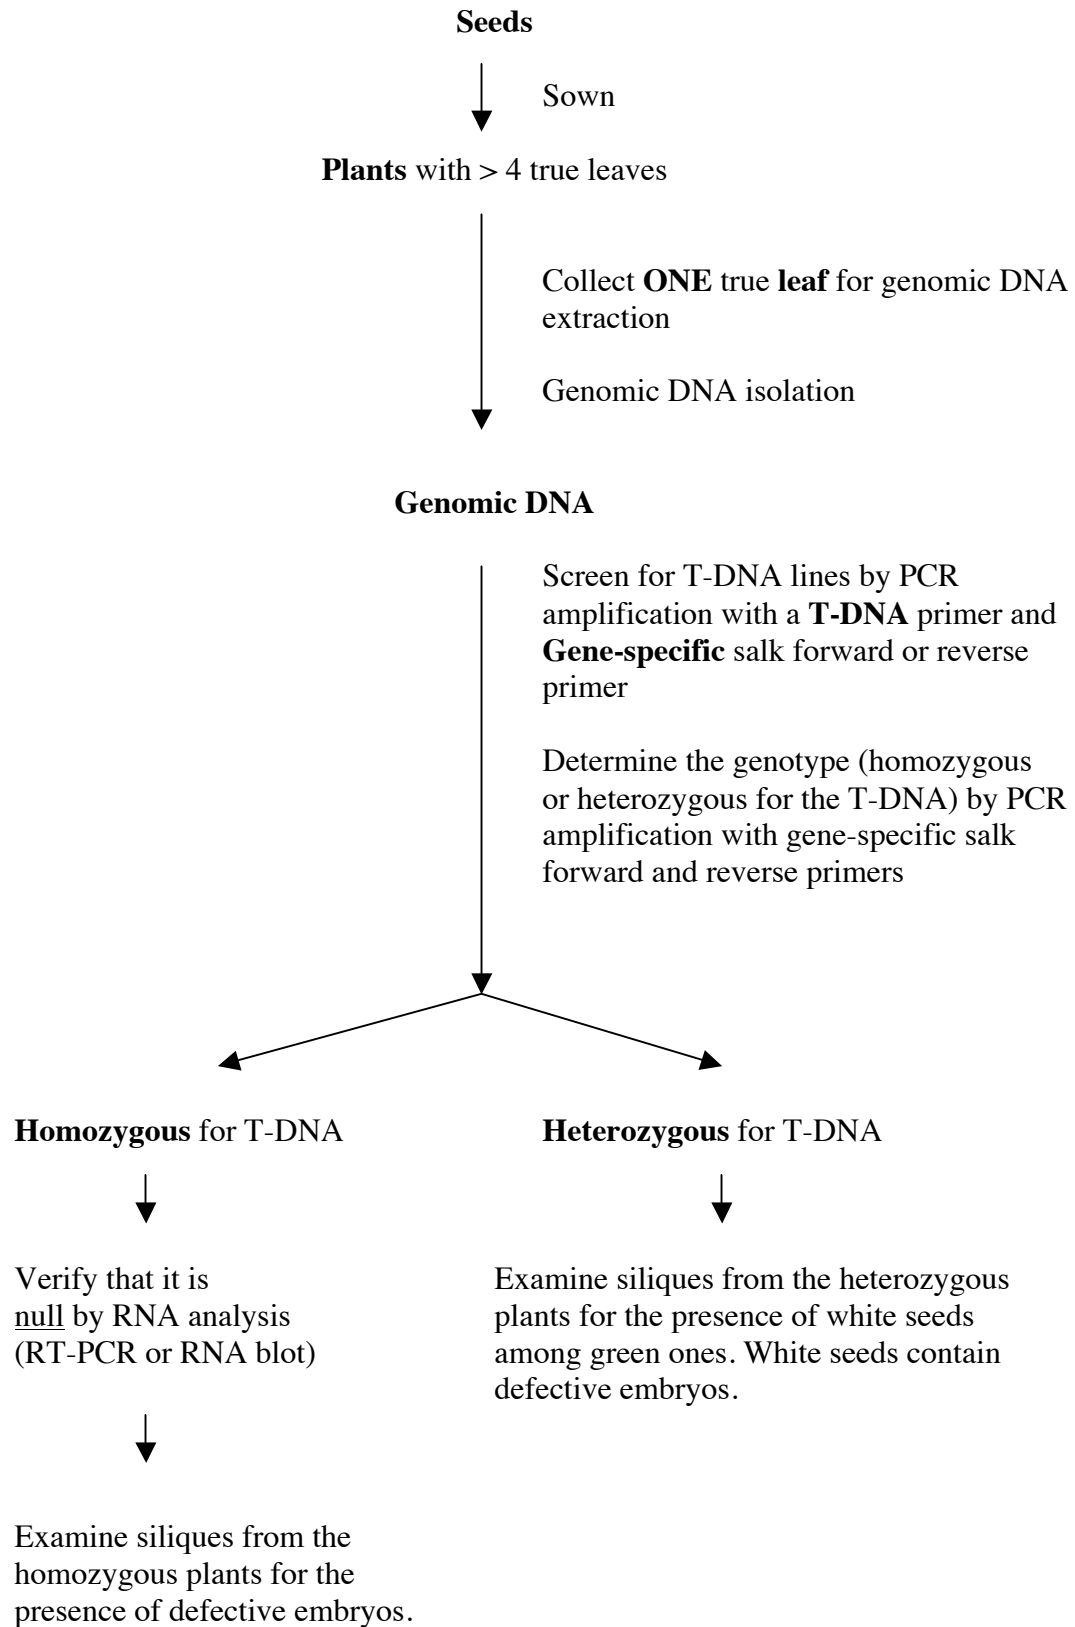 Seeds
Sown
Plants with > 4 true leaves
Collect ONE true leaf for genomic DNA
extraction
Genomic DNA isolation
Genomic DNA
Screen for T-DNA lines by PCR
amplification with a T-DNA primer and
Gene-specific salk forward or reverse
primer
Determine the genotype (homozygous
or heterozygous for the T-DNA) by PCR
amplification with gene-specific salk
forward and reverse primers
Homozygous for T-DNA
Heterozygous for T-DNA
Verify that it is
null by RNA analysis
(RT-PCR or RNA blot)
Examine siliques from the heterozygous
plants for the presence of white seeds
among green ones. White seeds contain
defective embryos.
Examine siliques from the
homozygous plants for the
presence of defective embryos.